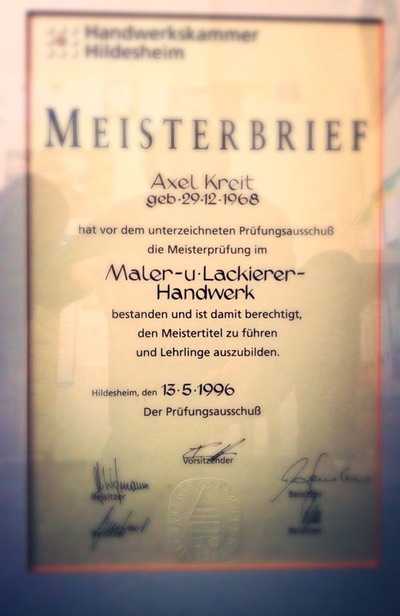 Handwerkskammer
Hildesheim
MEISTERBRIEF
Axel Kreit
geb·29·12·1968
hat vor dem unterzeichneten Prüfungsausschuß
die Meisterprüfung im
Maler-u·Lackierer-
Handwerk
bestanden und ist damit berechtigt,
den Meistertitel zu führen
und Lehrlinge auszubilden.
Hildesheim, den 13·5·1996
Der Prüfungsausschuß
Vorsitzender
Beisitzer
Beisitzer
Beisitzer
Beisitzer